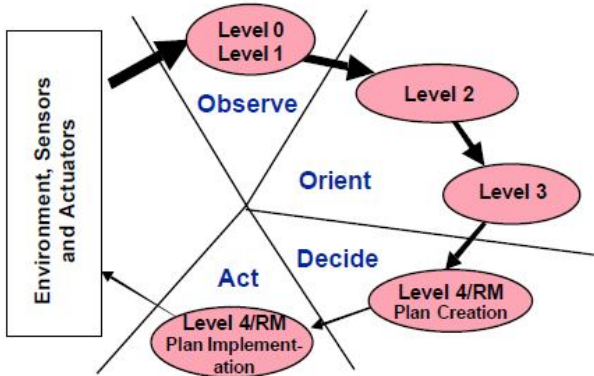 Environment, Sensors
and Actuators
Level 0
Level 1
Observe
Level 2
Orient
Level 3
Decide
Level 4/RM
Plan Creation
Act
Level 4/RM
Plan Implement-
ation